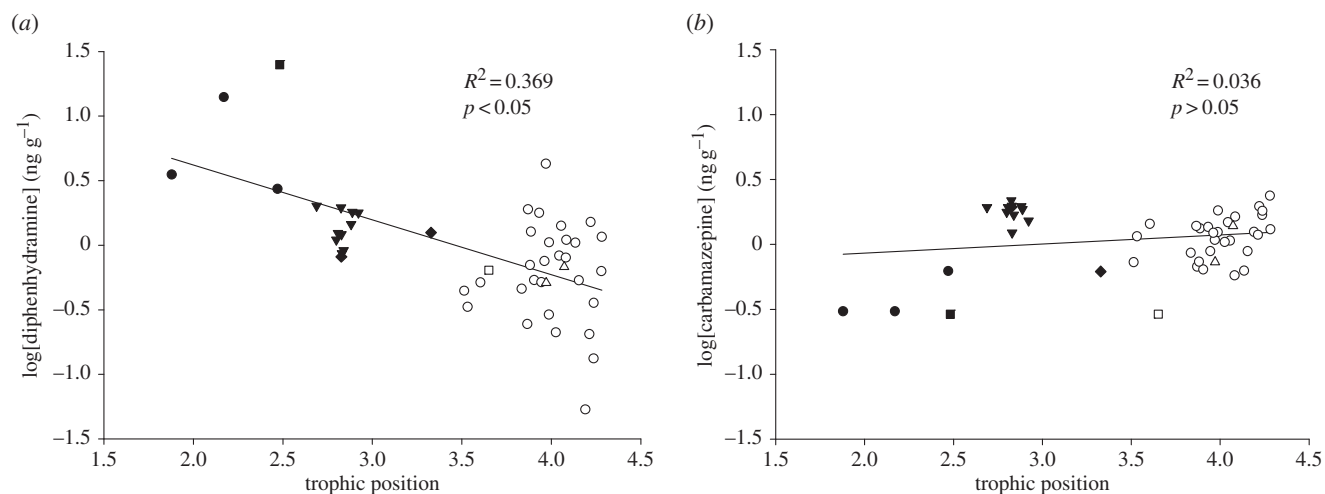 (a)
1.5
1.0
0.5
0
−0.5
−1.0
−1.5
log[diphenhydramine] (ng g⁻¹)
R² = 0.369
p < 0.05
1.5 2.0 2.5 3.0 3.5 4.0 4.5
trophic position
(b)
1.5
1.0
0.5
0
−0.5
−1.0
−1.5
log[carbamazepine] (ng g⁻¹)
R² = 0.036
p > 0.05
1.5 2.0 2.5 3.0 3.5 4.0 4.5
trophic position